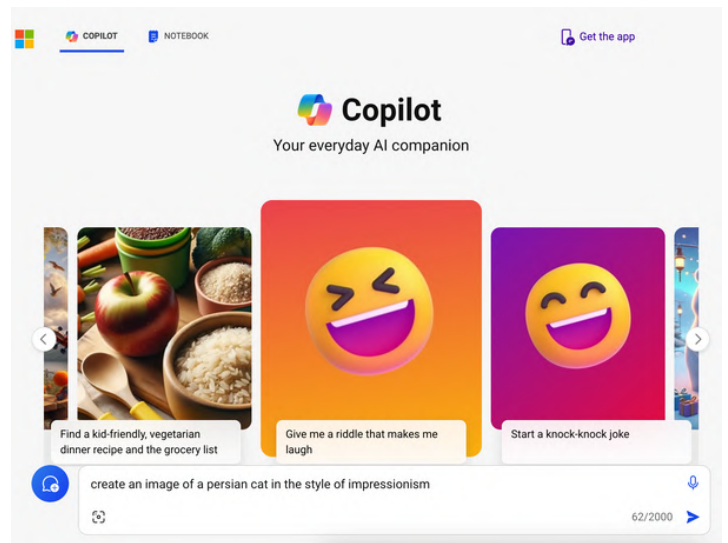 COPILOT
NOTEBOOK
Get the app
Copilot
Your everyday AI companion
Find a kid-friendly, vegetarian
dinner recipe and the grocery list
Give me a riddle that makes me
laugh
Start a knock-knock joke
create an image of a persian cat in the style of impressionism
62/2000